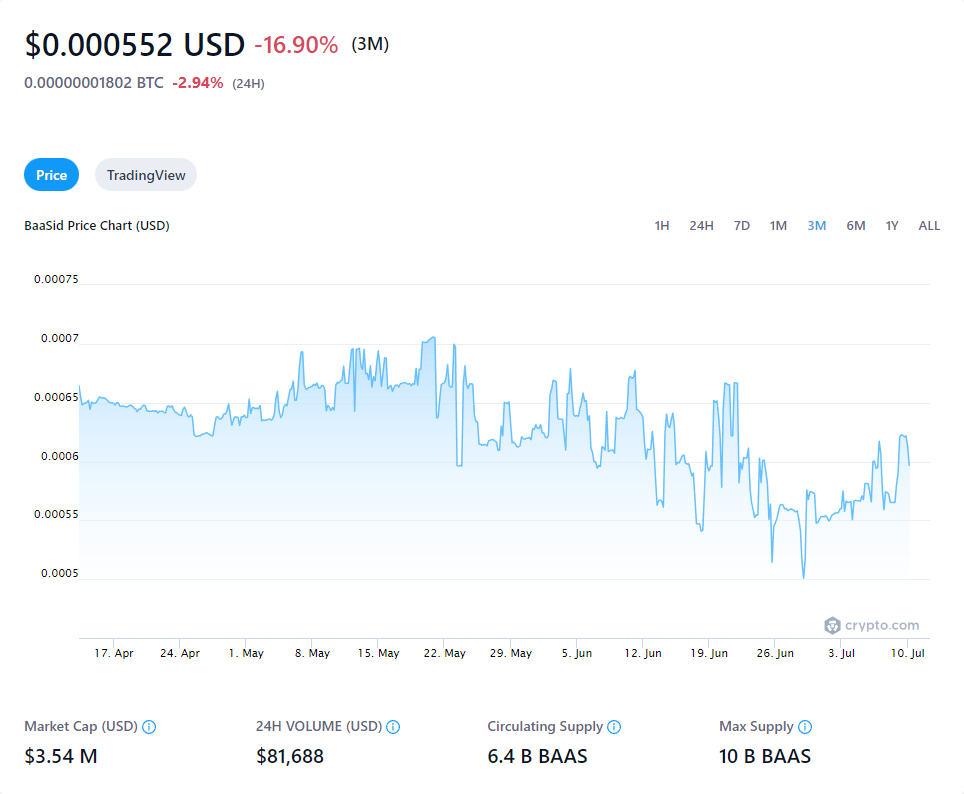 $0.000552 USD -16.90% (3M)
0.00000001802 BTC -2.94% (24H)
Price TradingView
BaaSid Price Chart (USD) 1H 24H 7D 1M 3M 6M 1Y ALL
0.00075
0.0007
0.00065
0.0006
0.00055
0.0005
crypto.com
17. Apr 24. Apr 1. May 8. May 15. May 22. May 29. May 5. Jun 12. Jun 19. Jun 26. Jun 3. Jul 10. Jul
Market Cap (USD) 24H VOLUME (USD) Circulating Supply Max Supply
$3.54 M $81,688 6.4 B BAAS 10 B BAAS